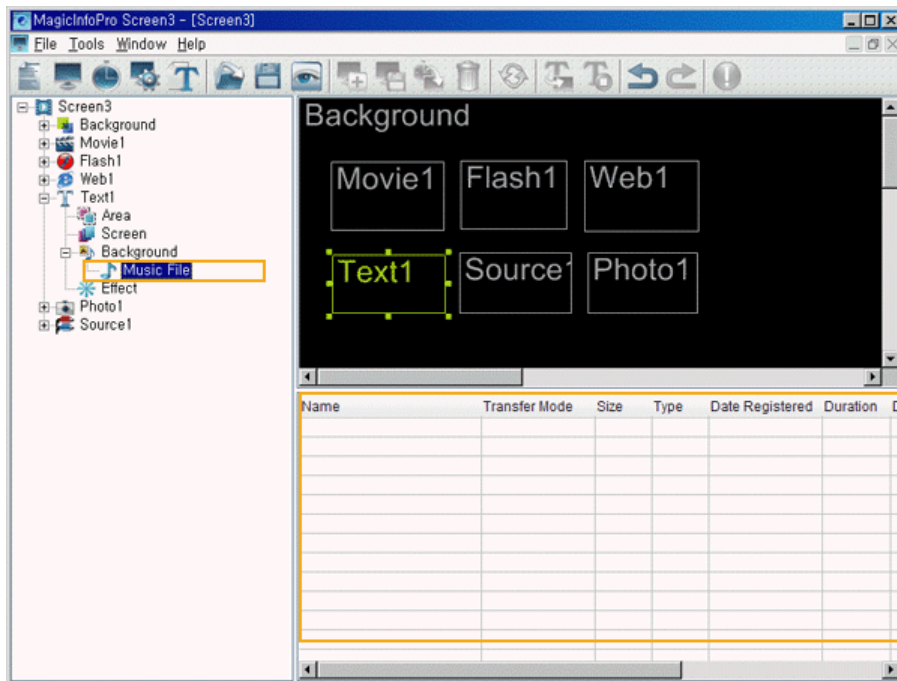 MagicInfoPro Screen3 - [Screen3]
File Tools Window Help
Screen3
Background
Movie1
Flash1
Web1
Text1
Area
Screen
Background
Music File
Effect
Photo1
Source1
Background
Movie1 Flash1 Web1
Text1 Source1 Photo1
Name Transfer Mode Size Type Date Registered Duration D